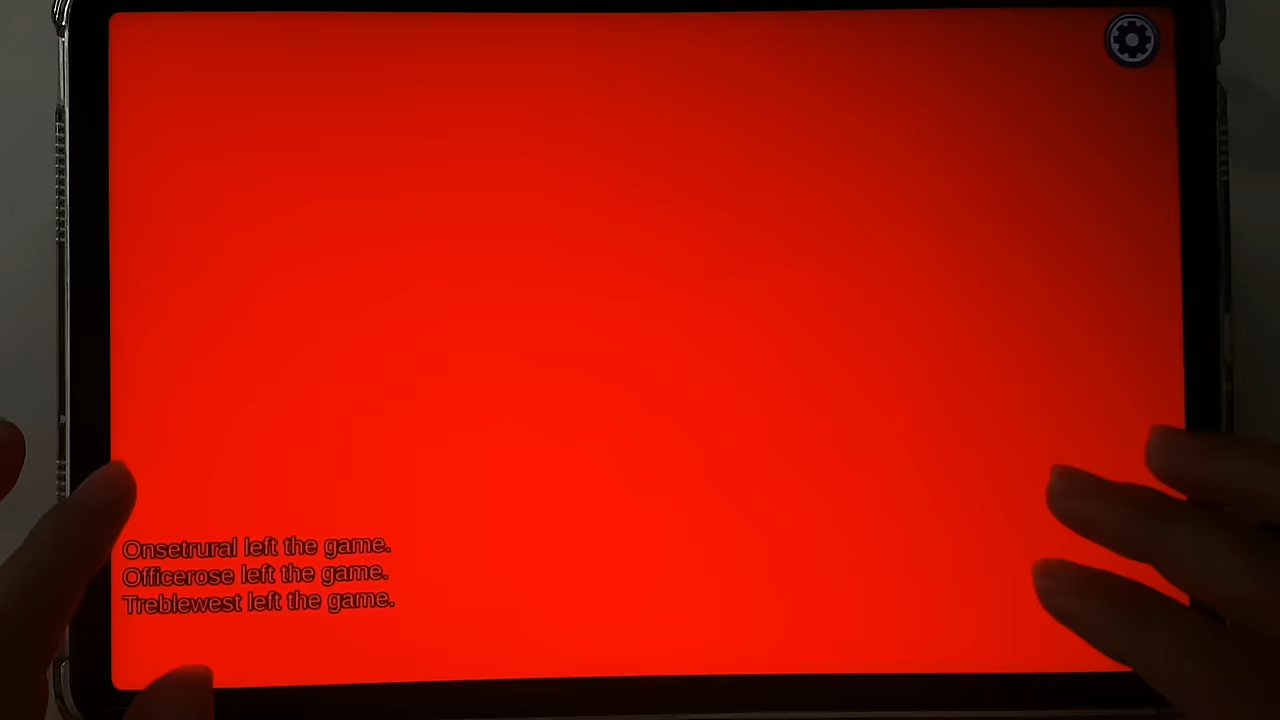 Onsetrural left the game.
Officerose left the game.
Treblewest left the game.